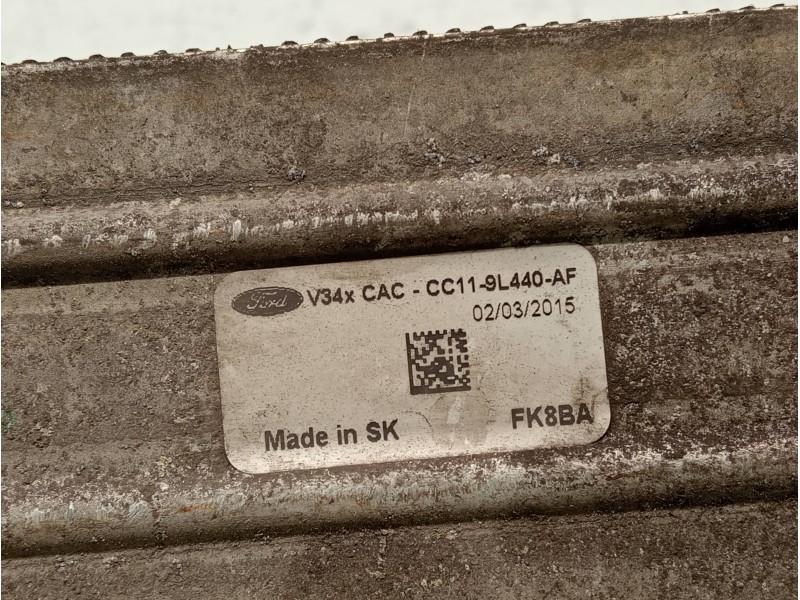 Ford V34x CAC - CC11-9L440-AF
02/03/2015
Made in SK FK8BA